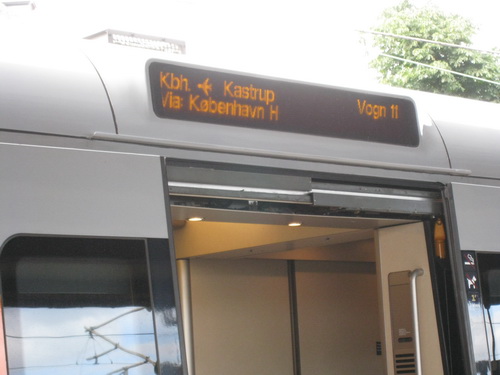 Kbh. Kastrup
Via: København H
Vogn 11